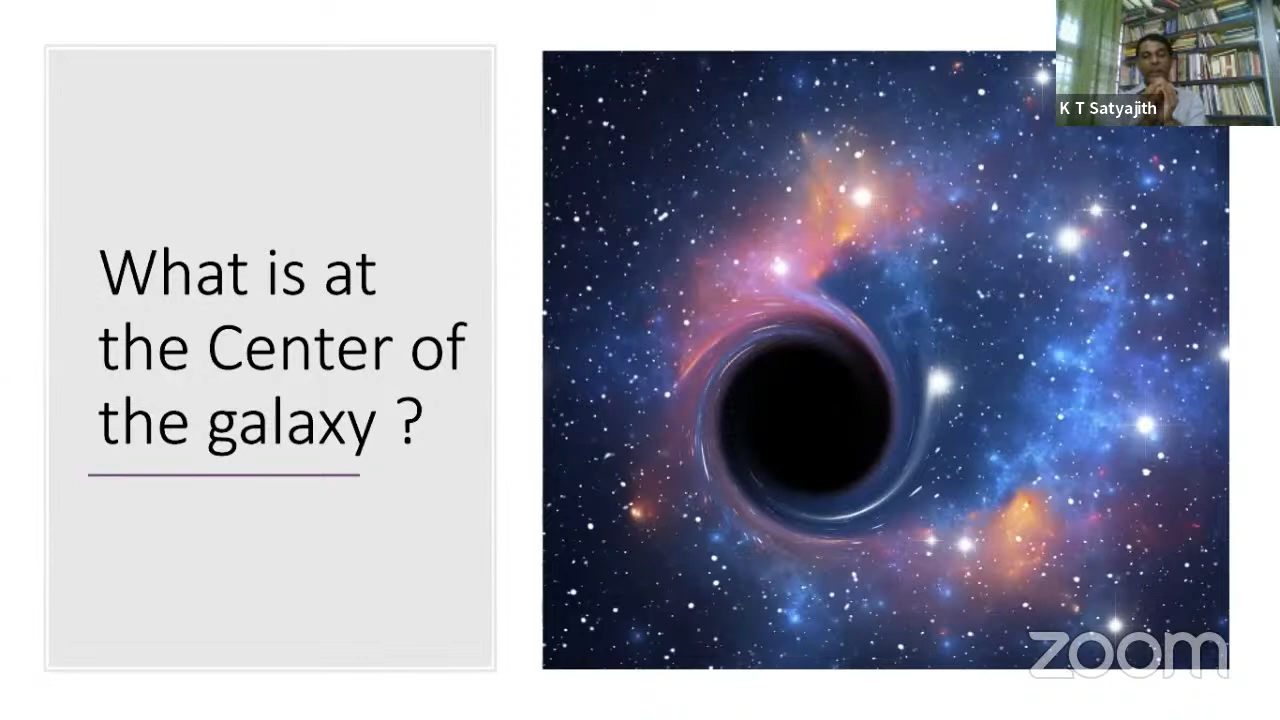 What is at
the Center of
the galaxy ?
K T Satyajith
zoom